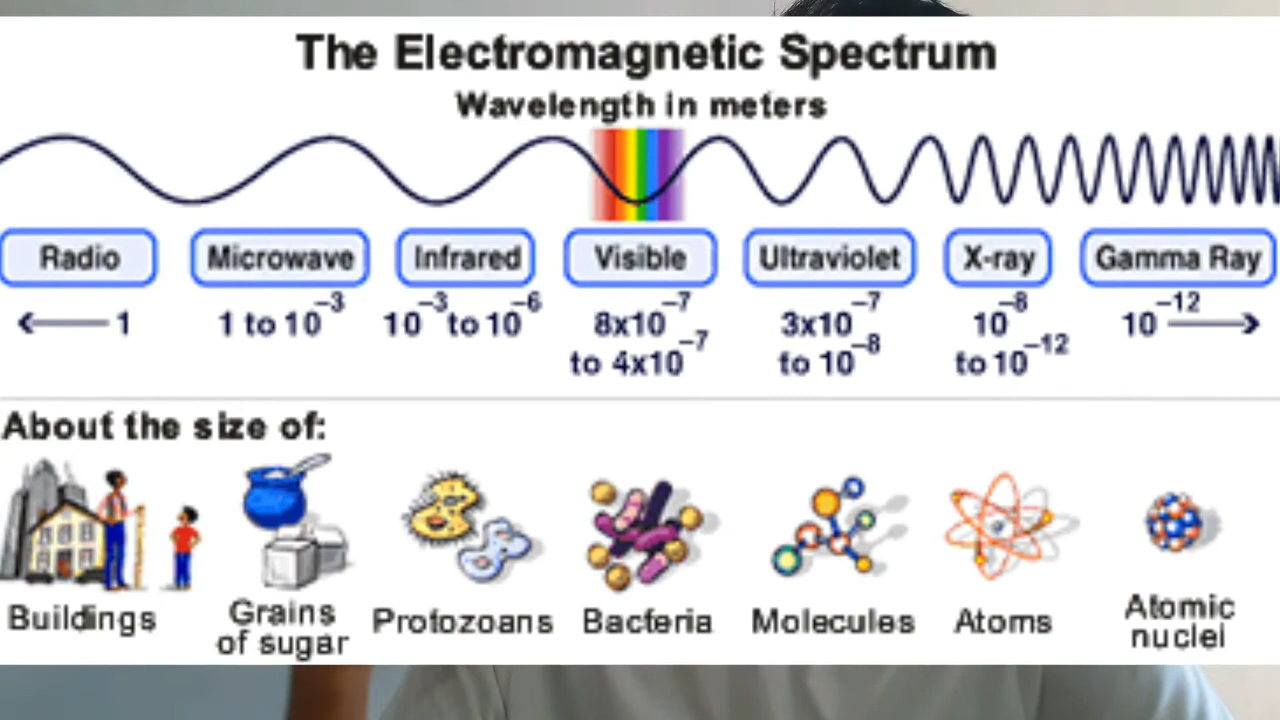 The Electromagnetic Spectrum
Wavelength in meters
Radio Microwave Infrared Visible Ultraviolet X-ray Gamma Ray
← 1 1 to 10⁻³ 10⁻³ to 10⁻⁶ 8x10⁻⁷ 3x10⁻⁷ 10⁻⁸ 10⁻¹² →
to 4x10⁻⁷ to 10⁻⁸ to 10⁻¹²
About the size of:
Buildings Grains Protozoans Bacteria Molecules Atoms Atomic
of sugar nuclei